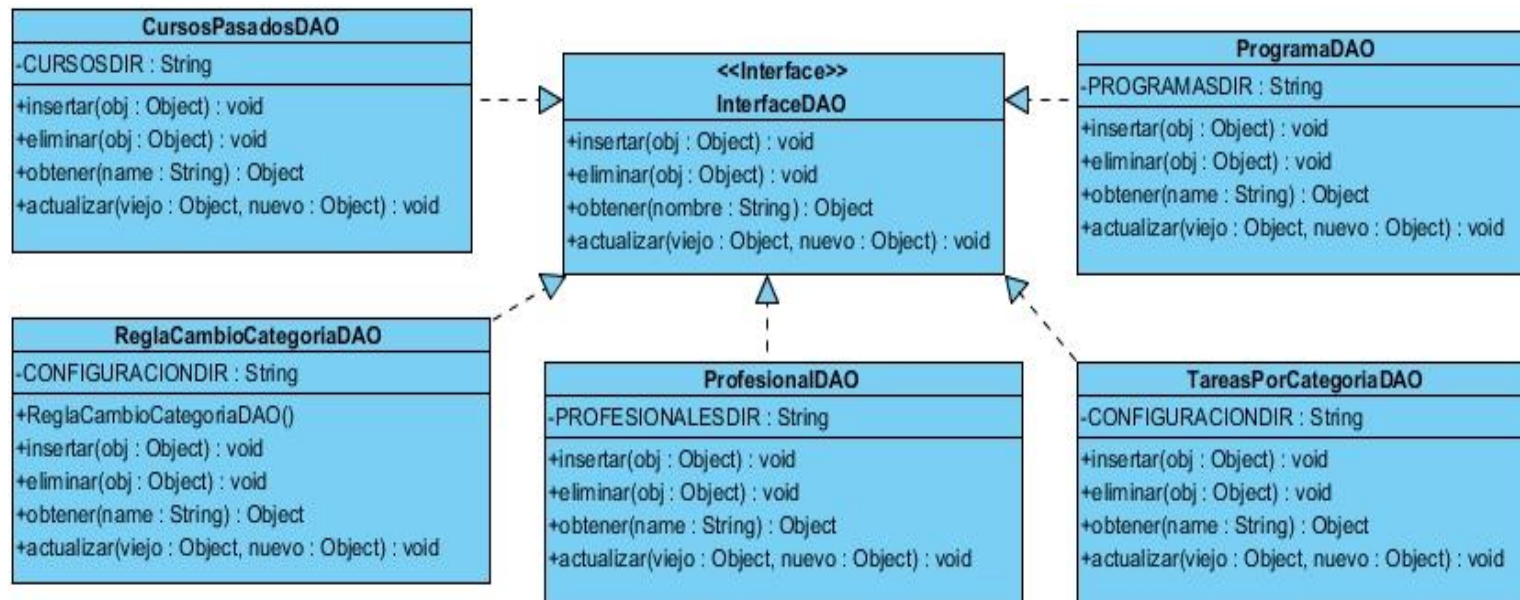 CursosPasadosDAO
-CURSOSDIR : String
+insertar(obj : Object) : void
+eliminar(obj : Object) : void
+obtener(name : String) : Object
+actualizar(viejo : Object, nuevo : Object) : void
<<Interface>>
InterfaceDAO
+insertar(obj : Object) : void
+eliminar(obj : Object) : void
+obtener(nombre : String) : Object
+actualizar(viejo : Object, nuevo : Object) : void
ProgramaDAO
-PROGRAMASDIR : String
+insertar(obj : Object) : void
+eliminar(obj : Object) : void
+obtener(name : String) : Object
+actualizar(viejo : Object, nuevo : Object) : void
ReglaCambioCategoriaDAO
-CONFIGURACIONDIR : String
+ReglaCambioCategoriaDAO()
+insertar(obj : Object) : void
+eliminar(obj : Object) : void
+obtener(name : String) : Object
+actualizar(viejo : Object, nuevo : Object) : void
ProfesionalDAO
-PROFESIONALESDIR : String
+insertar(obj : Object) : void
+eliminar(obj : Object) : void
+obtener(name : String) : Object
+actualizar(viejo : Object, nuevo : Object) : void
TareasPorCategoriaDAO
-CONFIGURACIONDIR : String
+insertar(obj : Object) : void
+eliminar(obj : Object) : void
+obtener(name : String) : Object
+actualizar(viejo : Object, nuevo : Object) : void